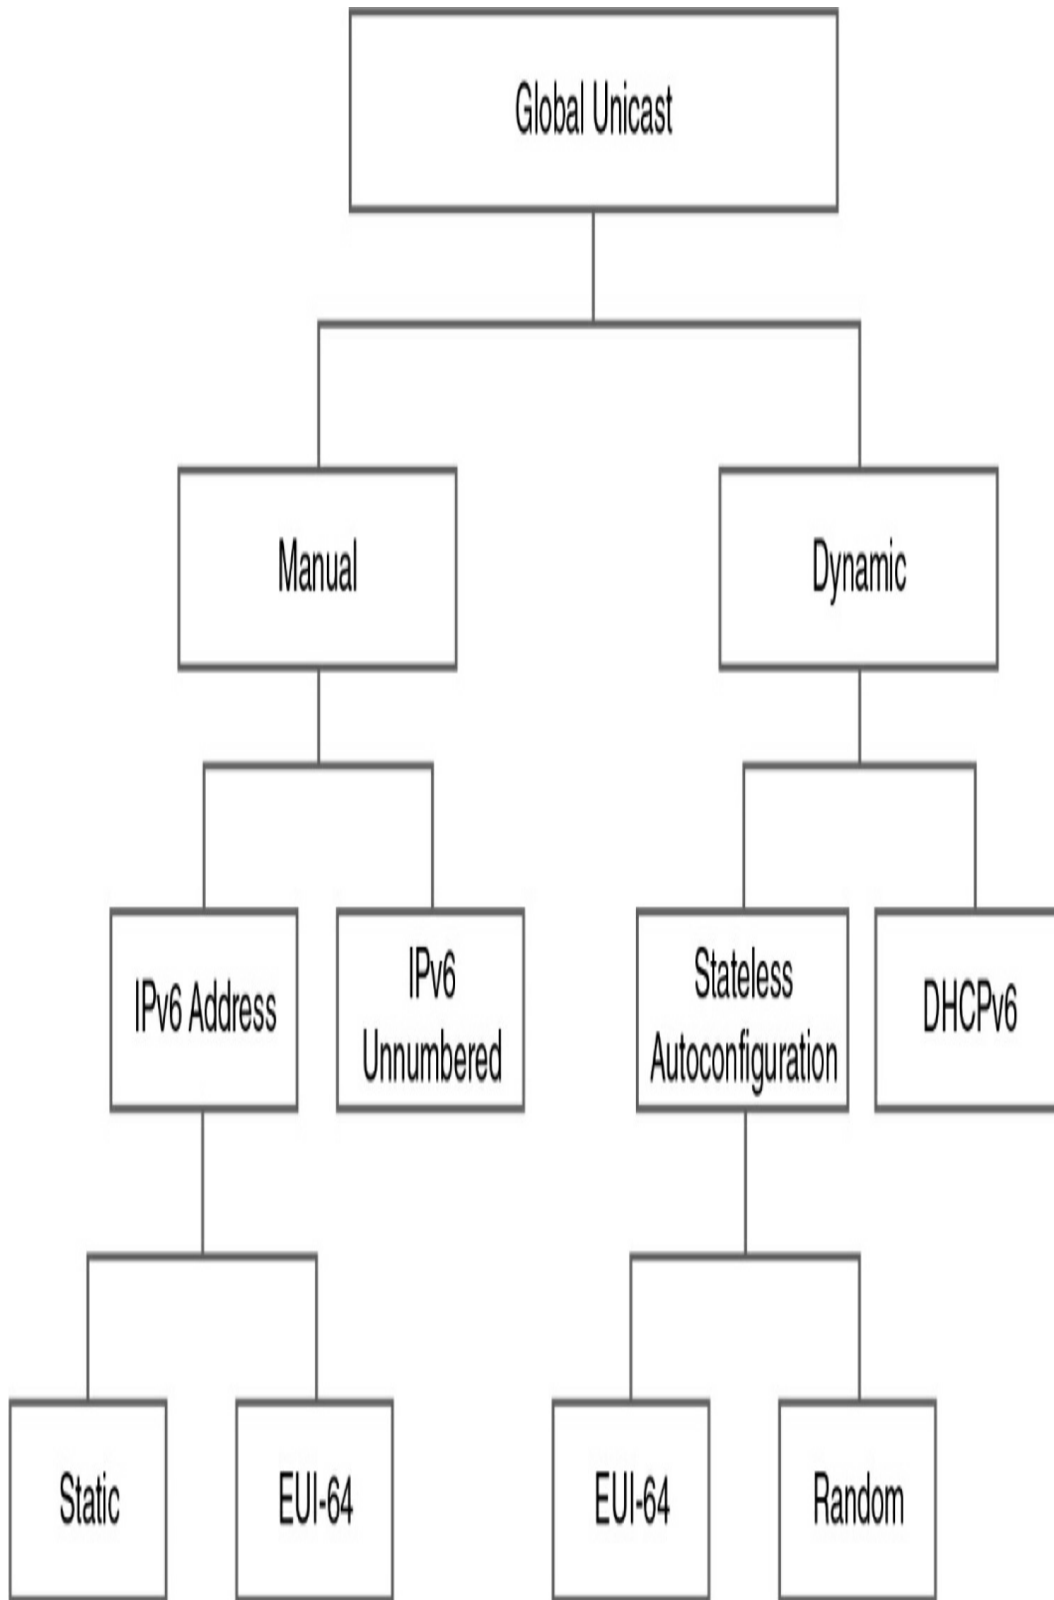 Global Unicast
Manual
Dynamic
IPv6 Address
IPv6
Unnumbered
Stateless
Autoconfiguration
DHCPv6
Static
EUI-64
EUI-64
Random